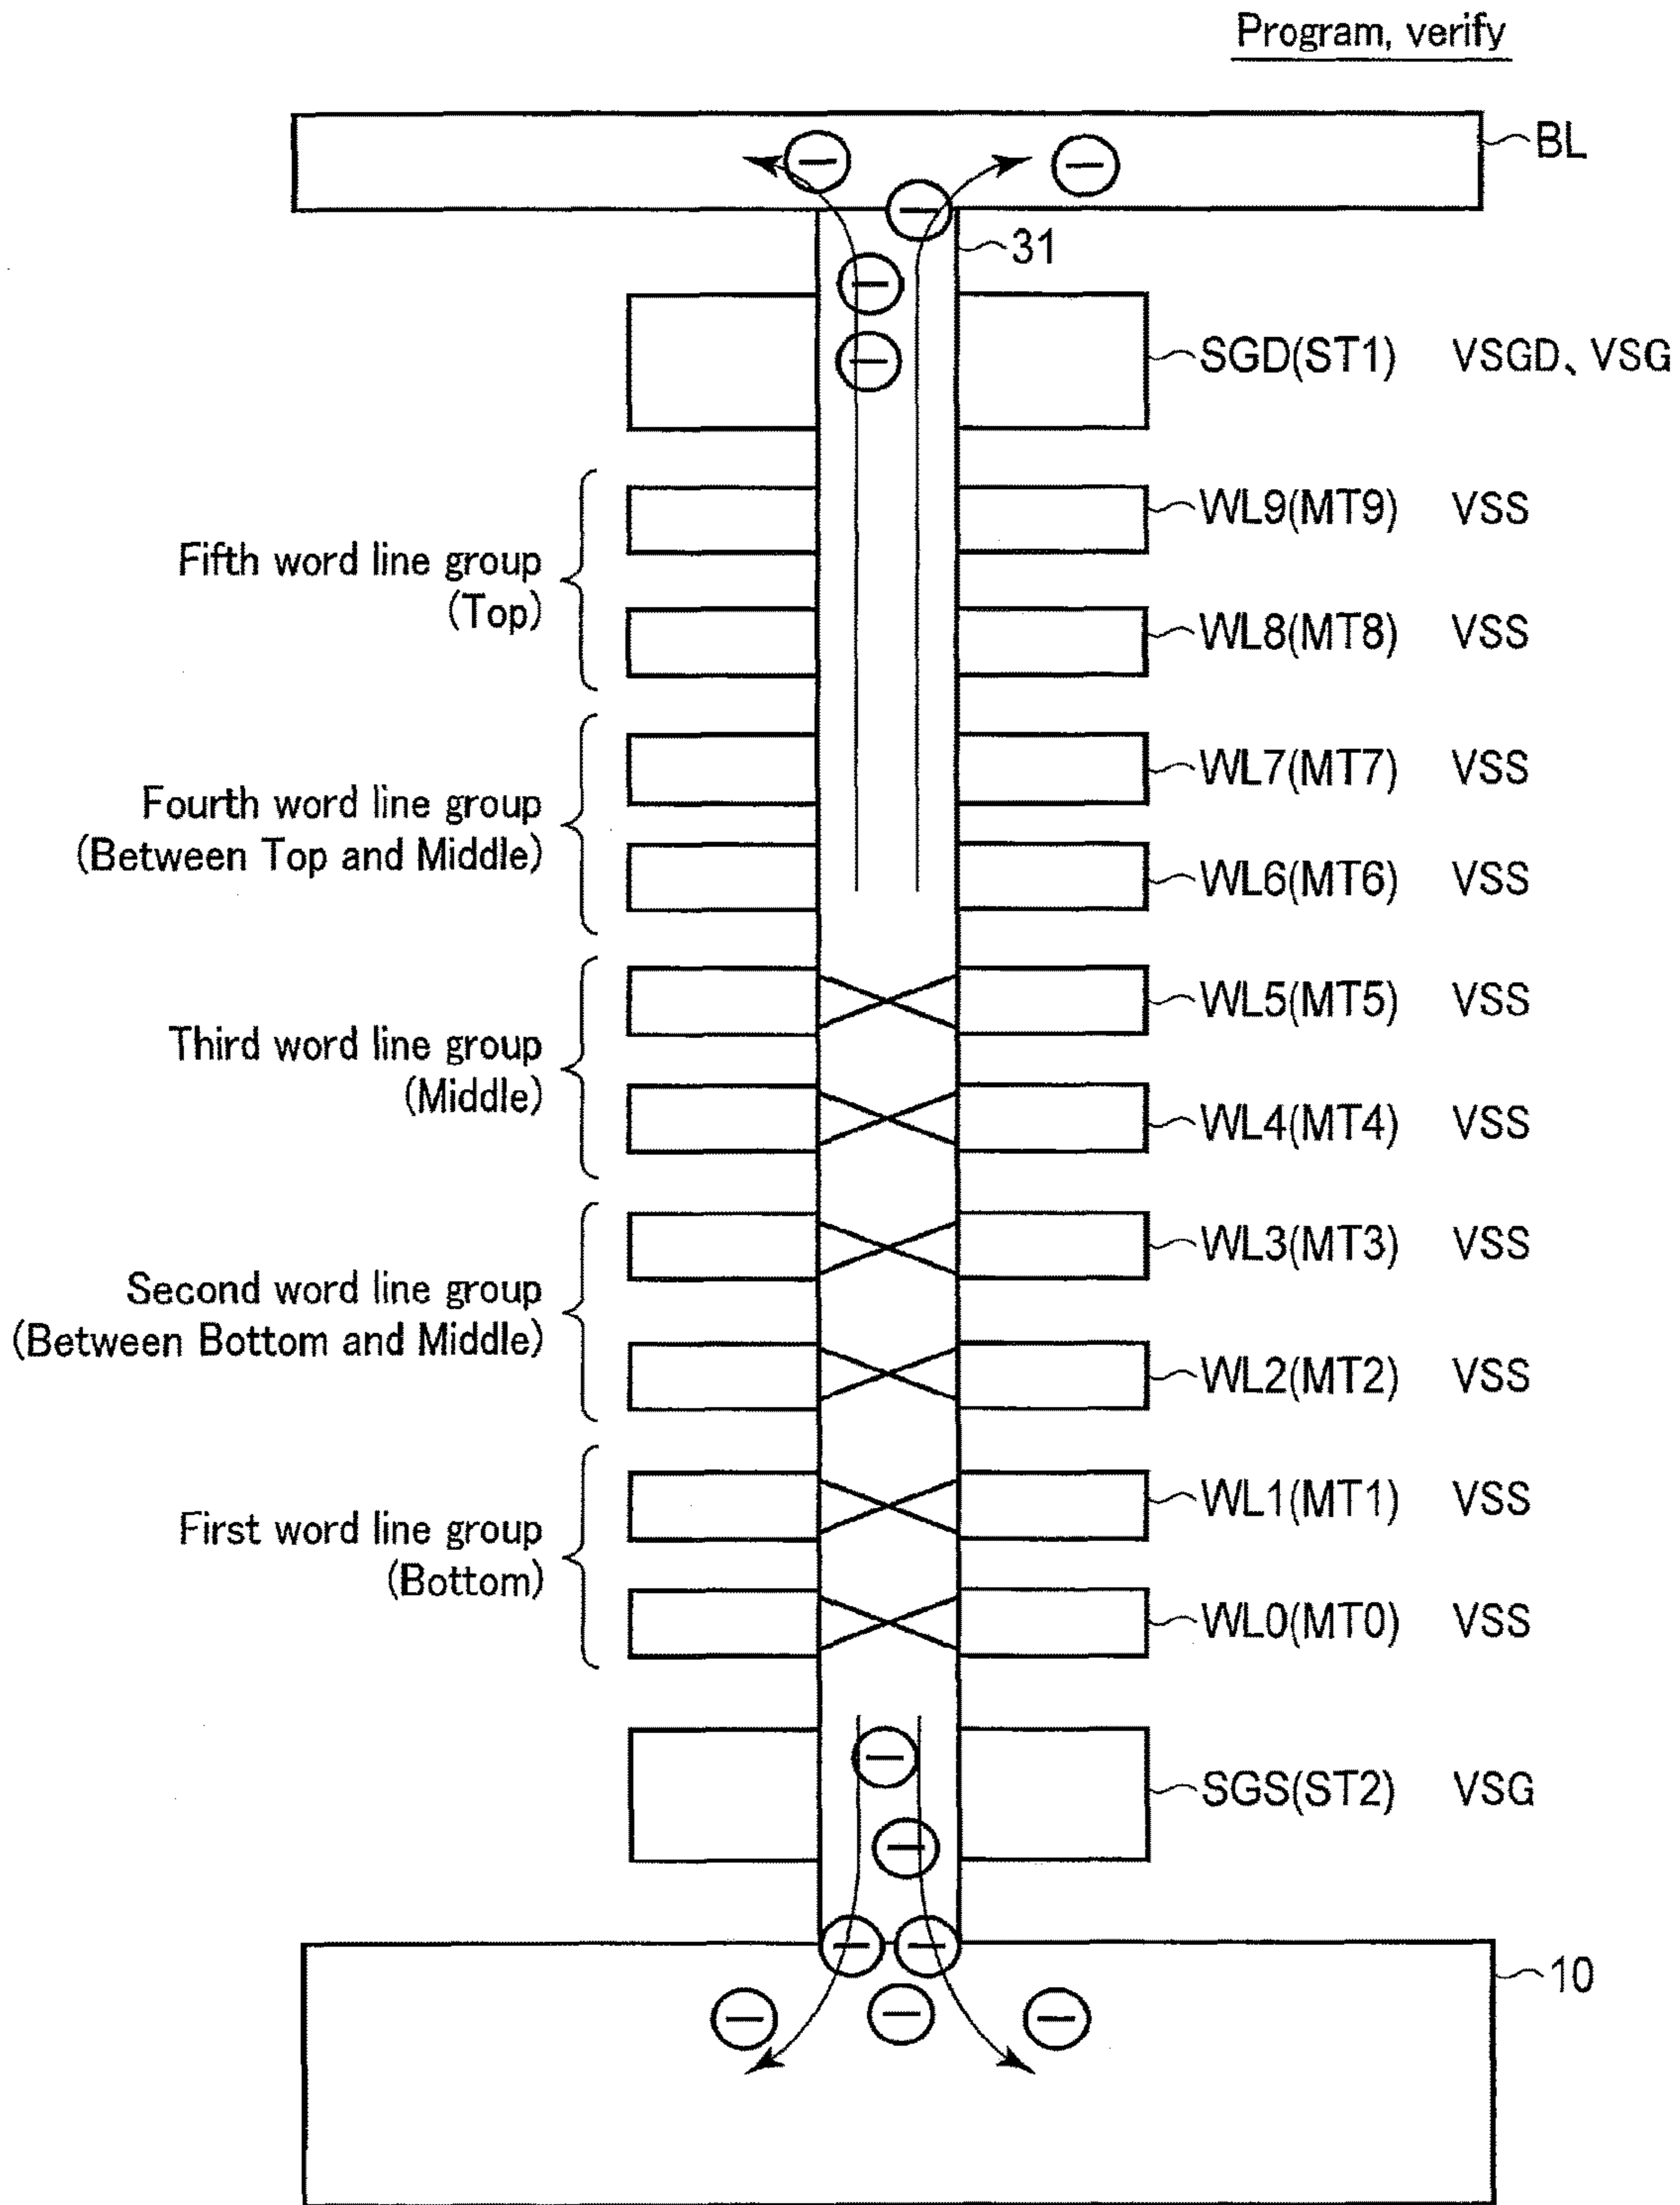 Program, verify
BL
31
SGD(ST1) VSGD、VSG
WL9(MT9) VSS
Fifth word line group
(Top)
WL8(MT8) VSS
WL7(MT7) VSS
Fourth word line group
(Between Top and Middle)
WL6(MT6) VSS
WL5(MT5) VSS
Third word line group
(Middle)
WL4(MT4) VSS
WL3(MT3) VSS
Second word line group
(Between Bottom and Middle)
WL2(MT2) VSS
WL1(MT1) VSS
First word line group
(Bottom)
WL0(MT0) VSS
SGS(ST2) VSG
10